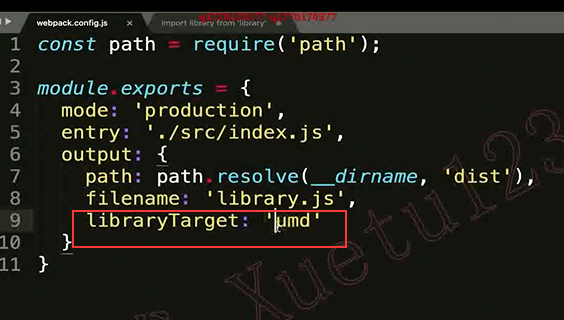 webpack.config.js × import library from 'library'
1 const path = require('path');
2
3 module.exports = {
4 mode: 'production',
5 entry: './src/index.js',
6 output: {
7 path: path.resolve(__dirname, 'dist'),
8 filename: 'library.js',
9 libraryTarget: 'umd'
10 }
11 }
Xuetu123